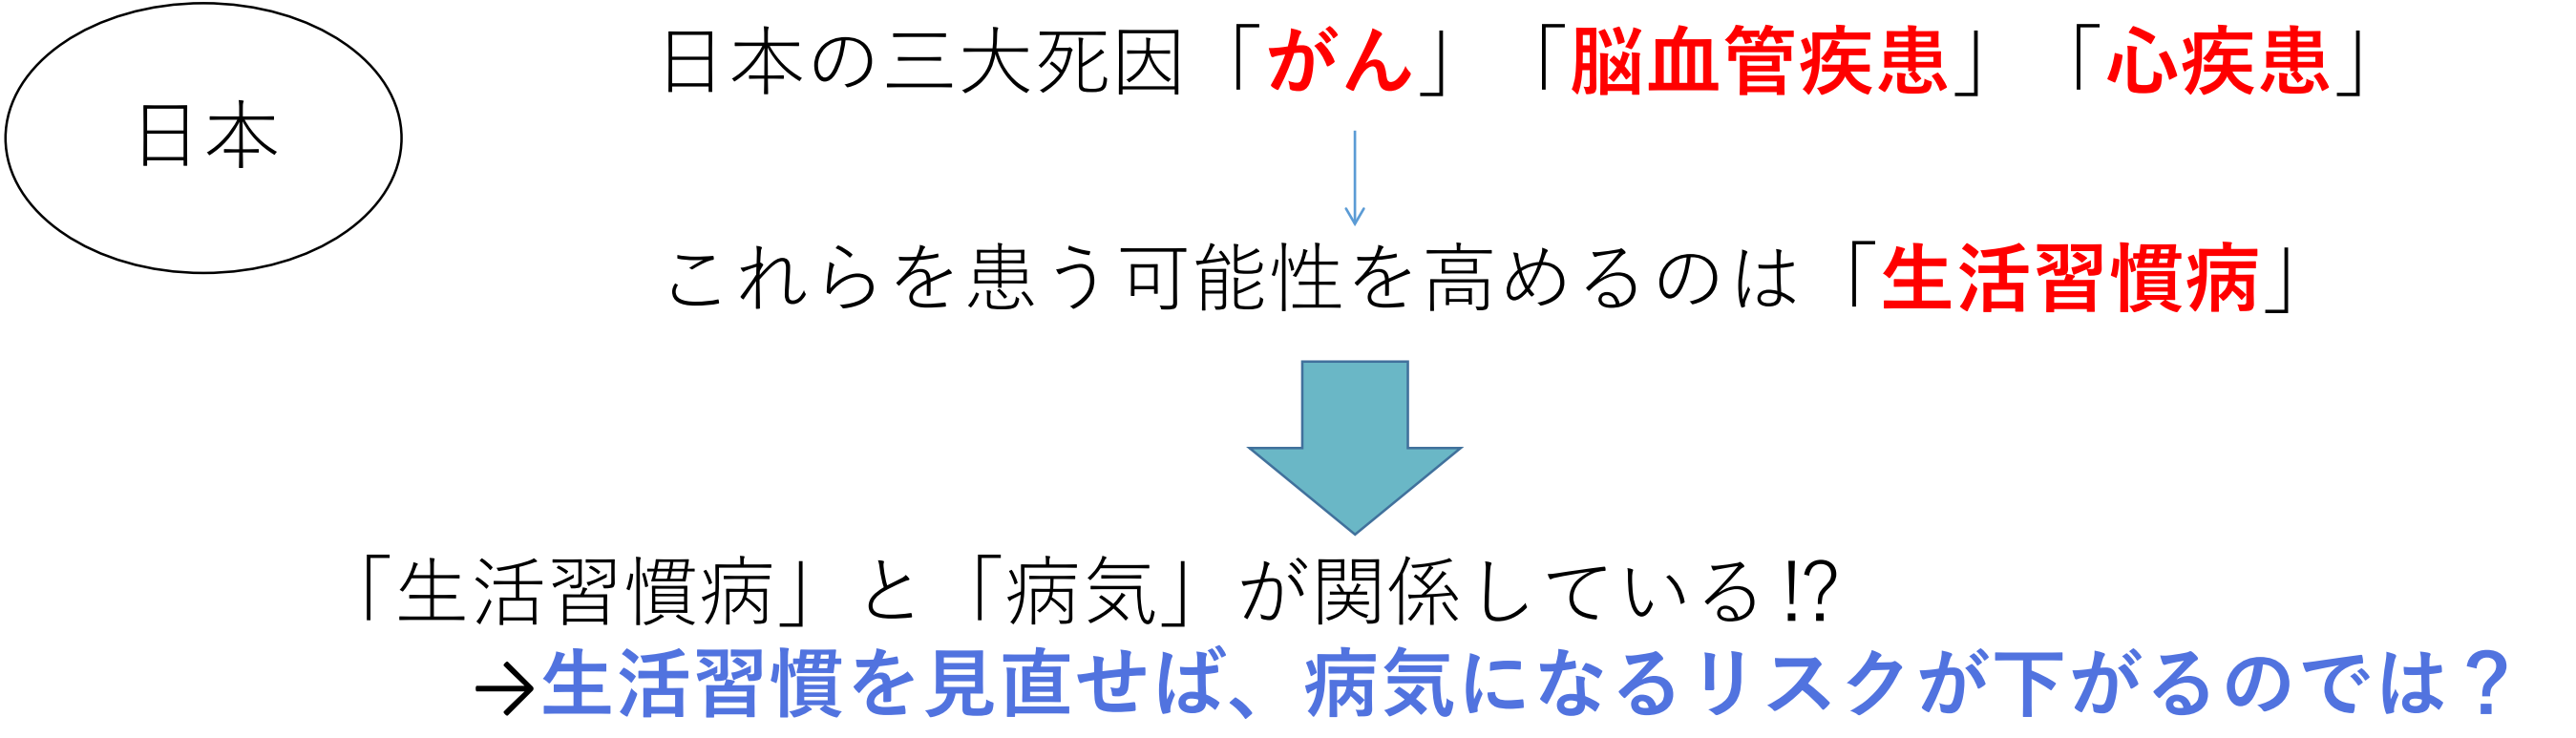 日本
日本の三大死因「がん」「脳血管疾患」「心疾患」
これらを患う可能性を高めるのは「生活習慣病」
「生活習慣病」と「病気」が関係している⁉
→生活習慣を見直せば、病気になるリスクが下がるのでは？